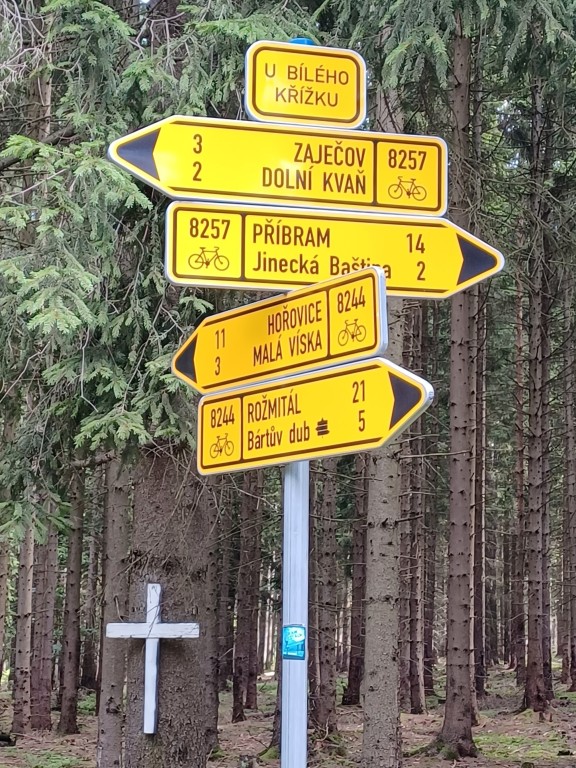 U BÍLÉHO
KŘÍŽKU
3 ZAJEČOV 8257
2 DOLNÍ KVAŇ
8257 PŘÍBRAM 14
Jinecká Baština 2
11 HOŘOVICE 8244
3 MALÁ VÍSKA
8244 ROŽMITÁL 21
Bártův dub 5